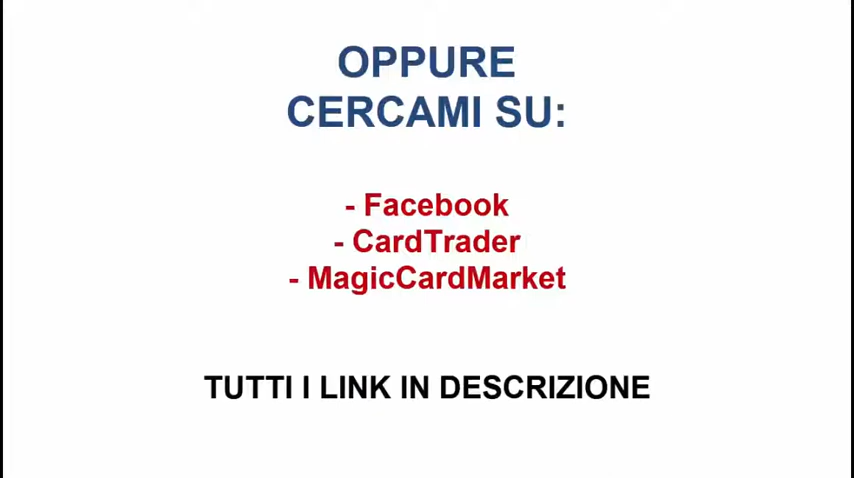 OPPURE
CERCAMI SU:
- Facebook
- CardTrader
- MagicCardMarket
TUTTI I LINK IN DESCRIZIONE